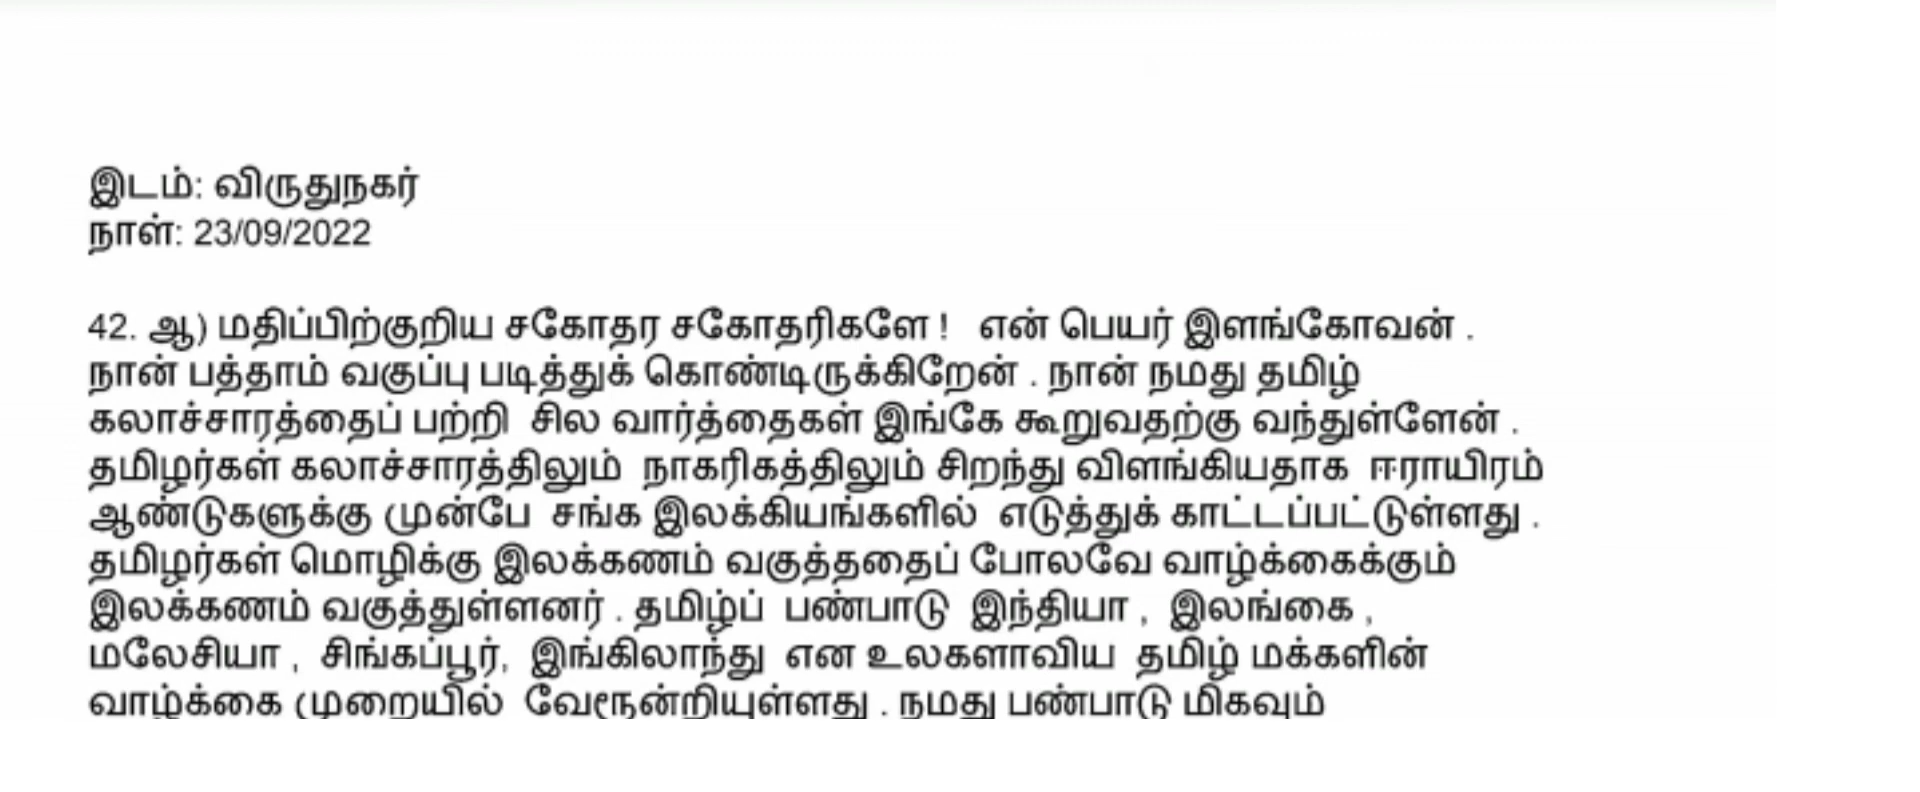 இடம்: விருதுநகர்
நாள்: 23/09/2022
42. ஆ) மதிப்பிற்குறிய சகோதர சகோதரிகளே ! என் பெயர் இளங்கோவன் .
நான் பத்தாம் வகுப்பு படித்துக் கொண்டிருக்கிறேன் . நான் நமது தமிழ்
கலாச்சாரத்தைப் பற்றி சில வார்த்தைகள் இங்கே கூறுவதற்கு வந்துள்ளேன் .
தமிழர்கள் கலாச்சாரத்திலும் நாகரிகத்திலும் சிறந்து விளங்கியதாக ஈராயிரம்
ஆண்டுகளுக்கு முன்பே சங்க இலக்கியங்களில் எடுத்துக் காட்டப்பட்டுள்ளது .
தமிழர்கள் மொழிக்கு இலக்கணம் வகுத்ததைப் போலவே வாழ்க்கைக்கும்
இலக்கணம் வகுத்துள்ளனர் . தமிழ்ப் பண்பாடு இந்தியா , இலங்கை ,
மலேசியா , சிங்கப்பூர், இங்கிலாந்து என உலகளாவிய தமிழ் மக்களின்
வாழ்க்கை முறையில் வேரூன்றியுள்ளது . நமது பண்பாடு மிகவும்